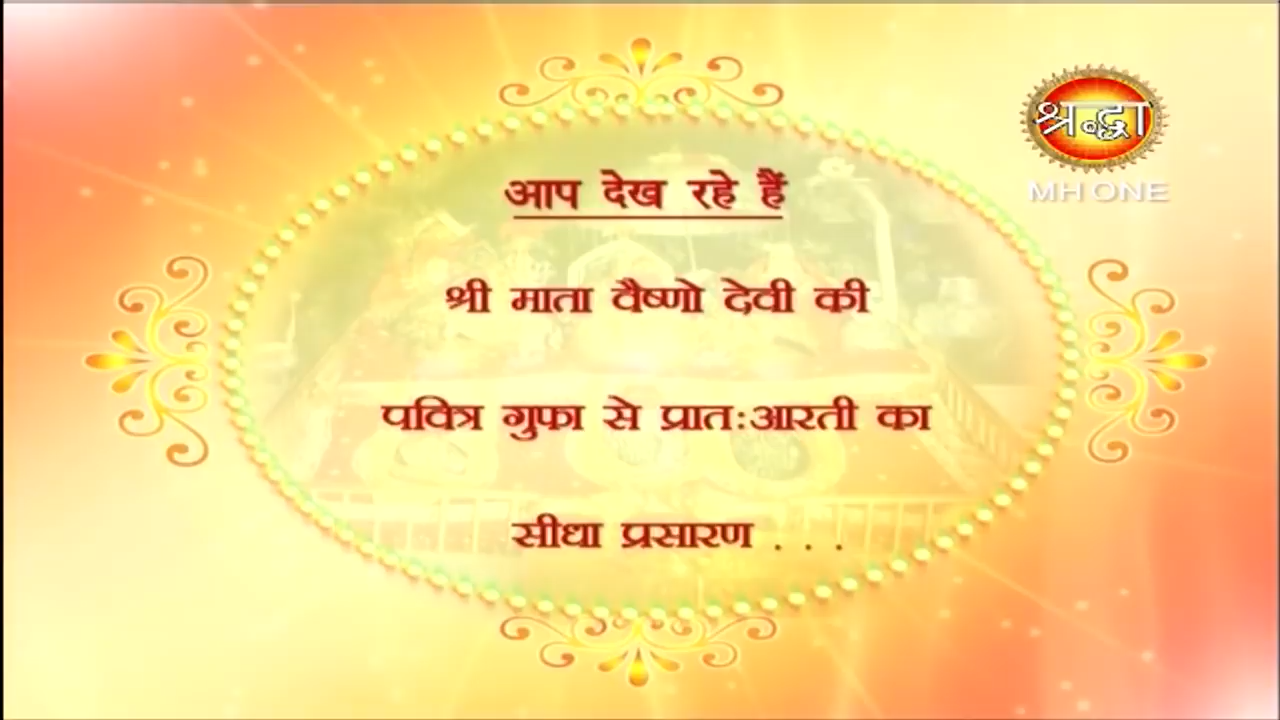 श्रद्धा
MH ONE
आप देख रहे हैं
श्री माता वैष्णो देवी की
पवित्र गुफा से प्रातःआरती का
सीधा प्रसारण . . .